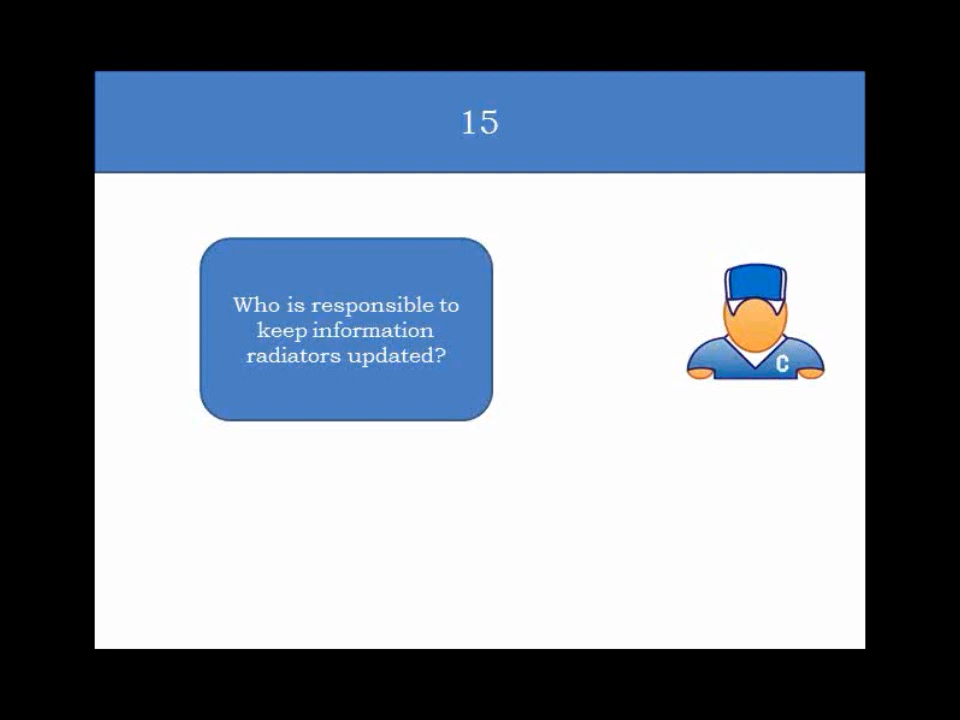 15
Who is responsible to
keep information
radiators updated?
C